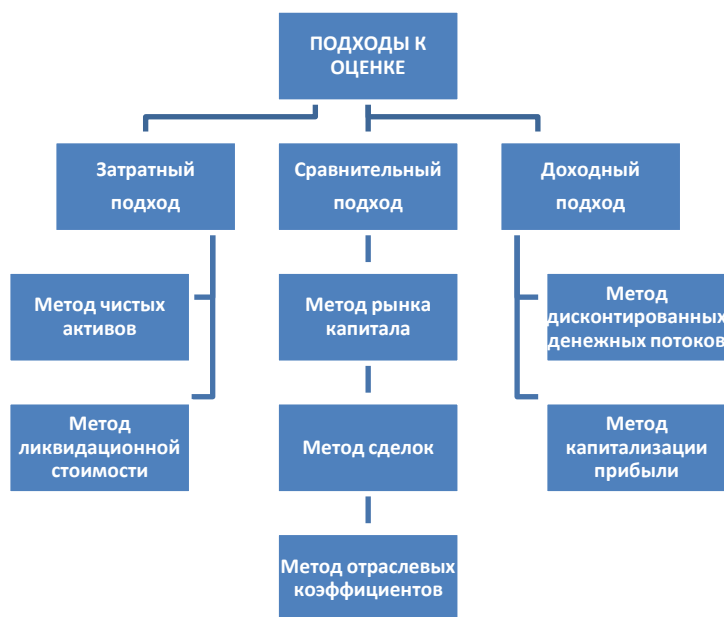 ПОДХОДЫ К
ОЦЕНКЕ
Затратный
подход
Сравнительный
подход
Доходный
подход
Метод чистых
активов
Метод рынка
капитала
Метод
дисконтированных
денежных потоков
Метод
ликвидационной
стоимости
Метод сделок
Метод
капитализации
прибыли
Метод отраслевых
коэффициентов